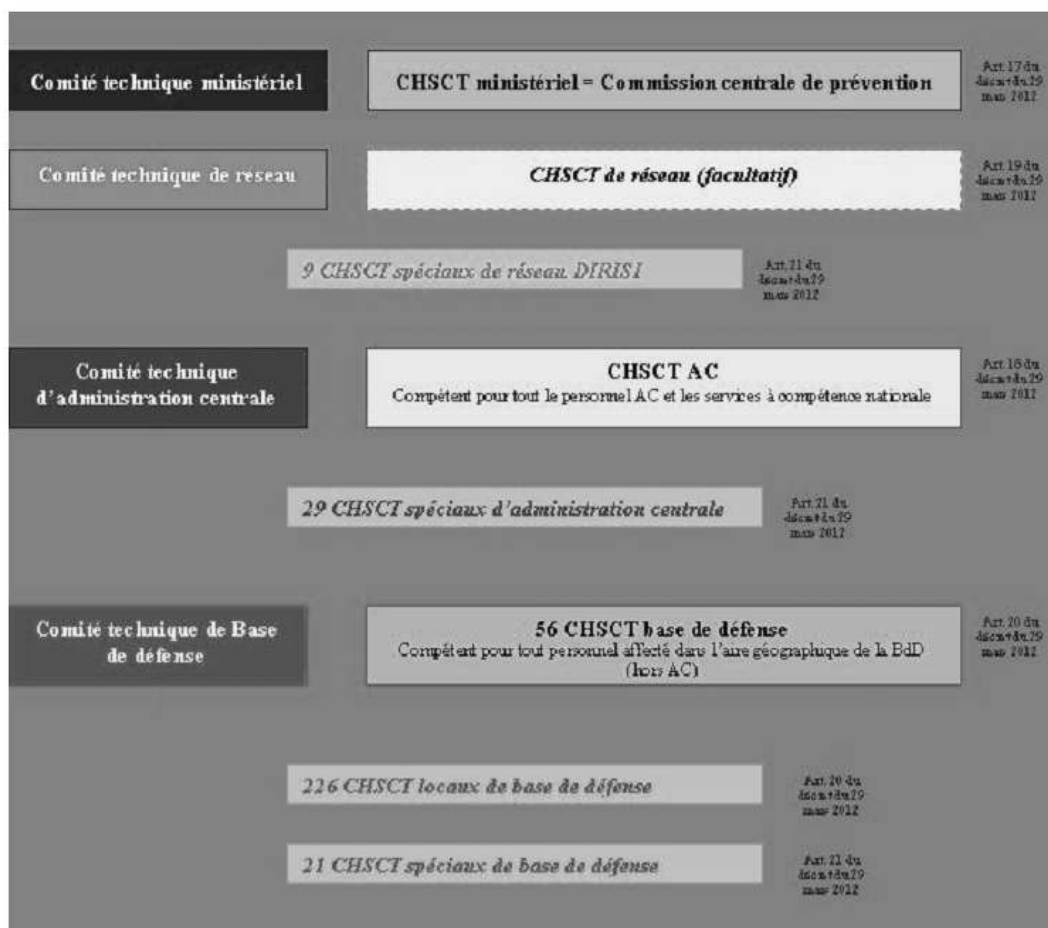 Comité technique ministériel
CHSCT ministériel = Commission centrale de prévention
Art. 17 du
décret du 29
mars 2012
Comité technique de réseau
CHSCT de réseau (facultatif)
Art. 19 du
décret du 29
mars 2012
9 CHSCT spéciaux de réseau DIRISI
Art. 21 du
décret du 29
mars 2012
Comité technique
d'administration centrale
CHSCT AC
Compétent pour tout le personnel AC et les services à compétence nationale
Art. 18 du
décret du 29
mars 2012
29 CHSCT spéciaux d'administration centrale
Art. 21 du
décret du 29
mars 2012
Comité technique de Base
de défense
56 CHSCT base de défense
Compétent pour tout personnel affecté dans l'aire géographique de la BdD
(hors AC)
Art. 20 du
décret du 29
mars 2012
226 CHSCT locaux de base de défense
Art. 20 du
décret du 29
mars 2012
21 CHSCT spéciaux de base de défense
Art. 21 du
décret du 29
mars 2012